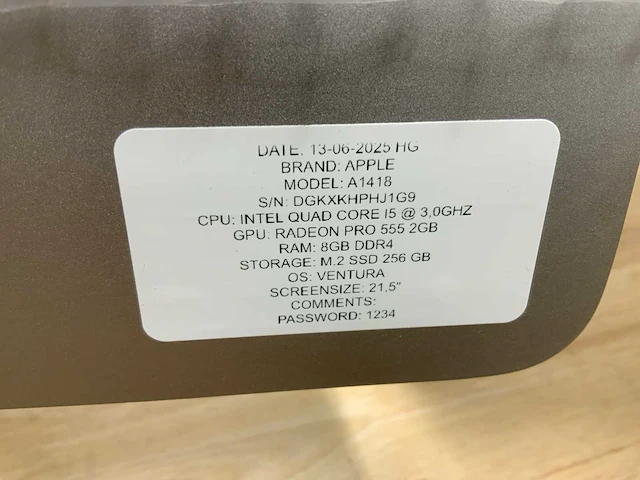 DATE: 13-06-2025 HG
BRAND: APPLE
MODEL: A1418
S/N: DGKXKHPHJ1G9
CPU: INTEL QUAD CORE I5 @ 3,0GHZ
GPU: RADEON PRO 555 2GB
RAM: 8GB DDR4
STORAGE: M.2 SSD 256 GB
OS: VENTURA
SCREENSIZE: 21,5"
COMMENTS:
PASSWORD: 1234